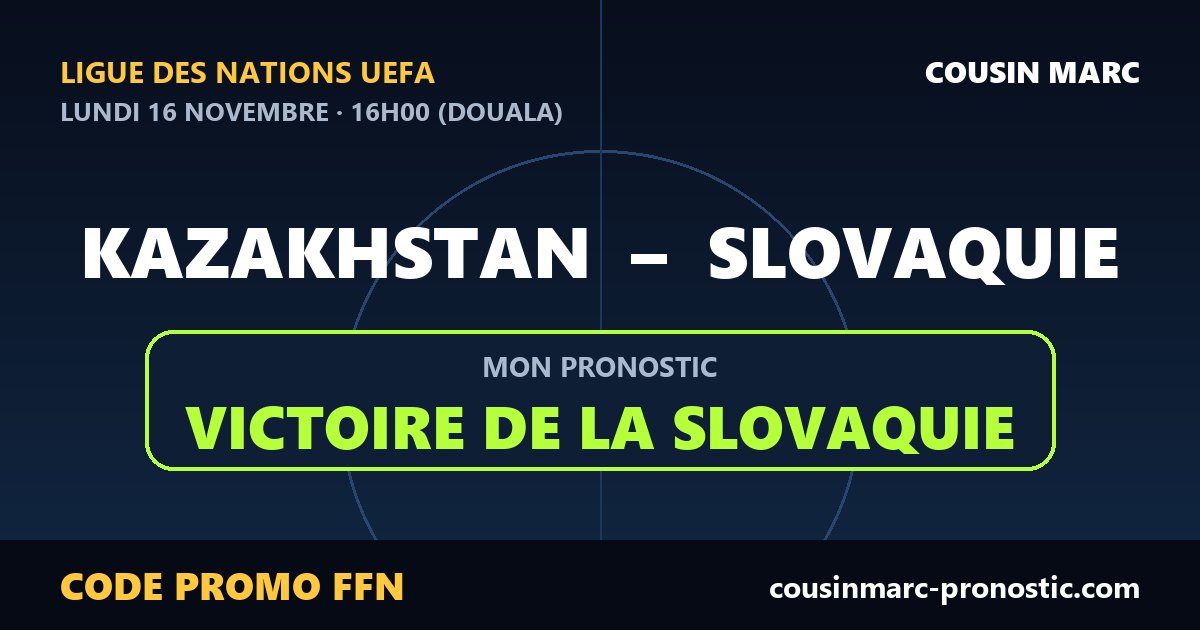 LIGUE DES NATIONS UEFA
COUSIN MARC
LUNDI 16 NOVEMBRE · 16H00 (DOUALA)
KAZAKHSTAN – SLOVAQUIE
MON PRONOSTIC
VICTOIRE DE LA SLOVAQUIE
CODE PROMO FFN
cousinmarc-pronostic.com